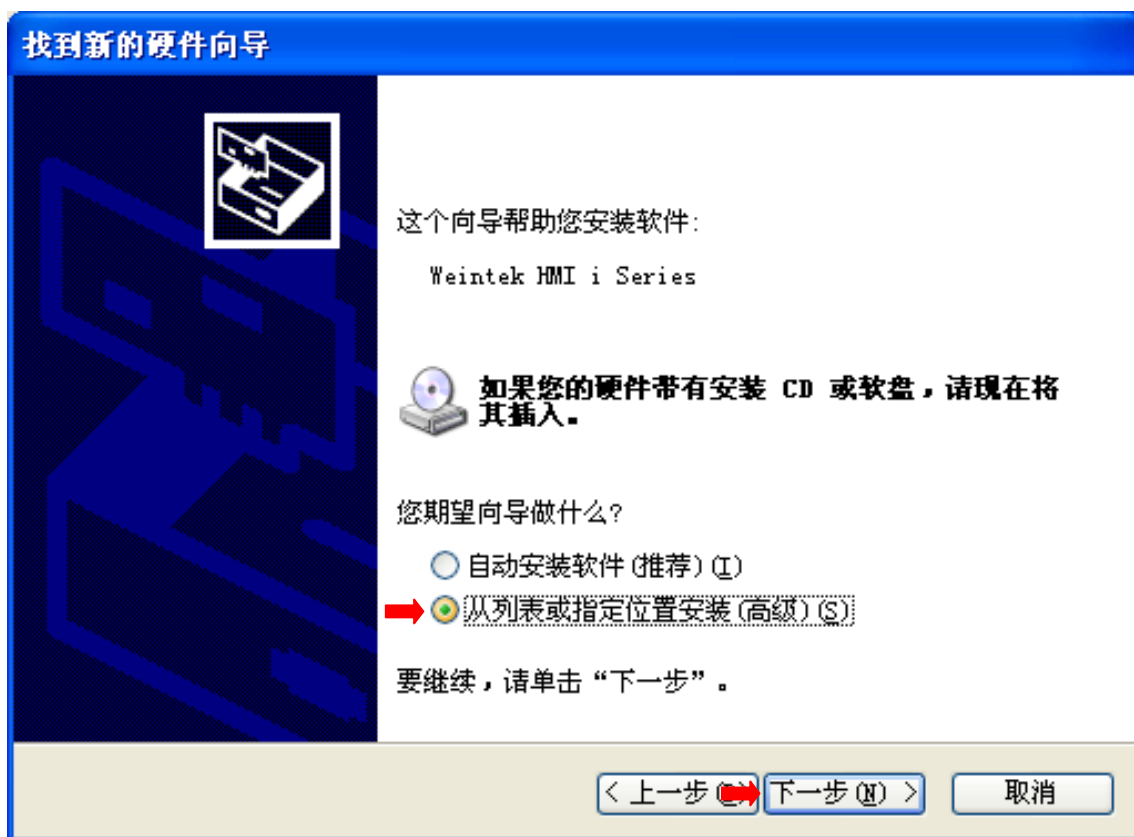 找到新的硬件向导
这个向导帮助您安装软件:
Weintek HMI i Series
如果您的硬件带有安装 CD 或软盘，请现在将
其插入。
您期望向导做什么?
自动安装软件(推荐)(I)
从列表或指定位置安装(高级)(S)
要继续，请单击“下一步”。
< 上一步
下一步(N) >
取消